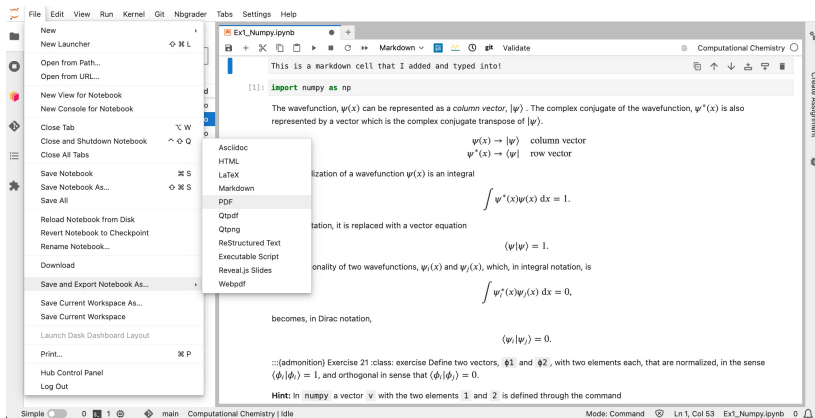 File Edit View Run Kernel Git Nbgrader Tabs Settings Help
New
New Launcher ⇧ ⌘ L
Open from Path...
Open from URL...
New View for Notebook
New Console for Notebook
Close Tab ⌥ W
Close and Shutdown Notebook ⌃ ⇧ Q
Close All Tabs
Save Notebook ⌘ S
Save Notebook As... ⇧ ⌘ S
Save All
Reload Notebook from Disk
Revert Notebook to Checkpoint
Rename Notebook...
Download
Save and Export Notebook As...
Save Current Workspace As...
Save Current Workspace
Launch Dask Dashboard Layout
Print... ⌘ P
Hub Control Panel
Log Out
Asciidoc
HTML
LaTeX
Markdown
PDF
Qtpdf
Qtpng
ReStructured Text
Executable Script
Reveal.js Slides
Webpdf
Ex1_Numpy.ipynb
Markdown git Validate Computational Chemistry
This is a markdown cell that I added and typed into!
[1]: import numpy as np
The wavefunction, ψ(x) can be represented as a column vector, |ψ⟩ . The complex conjugate of the wavefunction, ψ*(x) is also
represented by a vector which is the complex conjugate transpose of |ψ⟩.
ψ(x) → |ψ⟩ column vector
ψ*(x) → ⟨ψ| row vector
lization of a wavefunction ψ(x) is an integral
∫ ψ*(x)ψ(x) dx = 1.
tation, it is replaced with a vector equation
⟨ψ|ψ⟩ = 1.
onality of two wavefunctions, ψi(x) and ψj(x), which, in integral notation, is
∫ ψi*(x)ψj(x) dx = 0,
becomes, in Dirac notation,
⟨ψi|ψj⟩ = 0.
:::{admonition} Exercise 21 :class: exercise Define two vectors, ϕ1 and ϕ2 , with two elements each, that are normalized, in the sense
⟨ϕi|ϕi⟩ = 1, and orthogonal in sense that ⟨ϕi|ϕj⟩ = 0.
Hint: In numpy a vector v with the two elements 1 and 2 is defined through the command
Create Assignment
Simple 0 1 main Computational Chemistry | Idle Mode: Command Ln 1, Col 53 Ex1_Numpy.ipynb 0